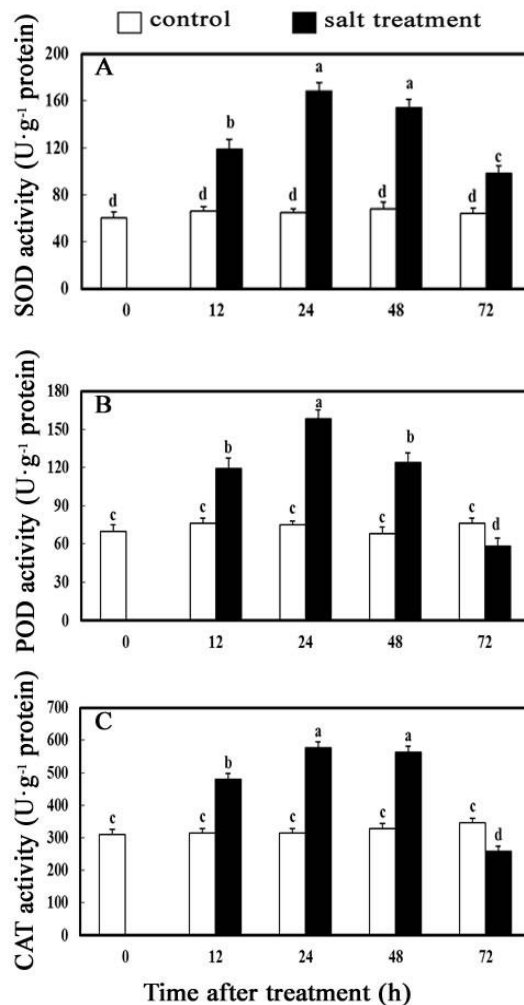 control salt treatment
A
SOD activity (U·g⁻¹ protein)
200
160
120
80
40
0
d d b d a d a d c
0 12 24 48 72
B
POD activity (U·g⁻¹ protein)
180
150
120
90
60
30
0
c c b c a c b c d
0 12 24 48 72
C
CAT activity (U·g⁻¹ protein)
700
600
500
400
300
200
100
0
c c b c a c a c d
0 12 24 48 72
Time after treatment (h)